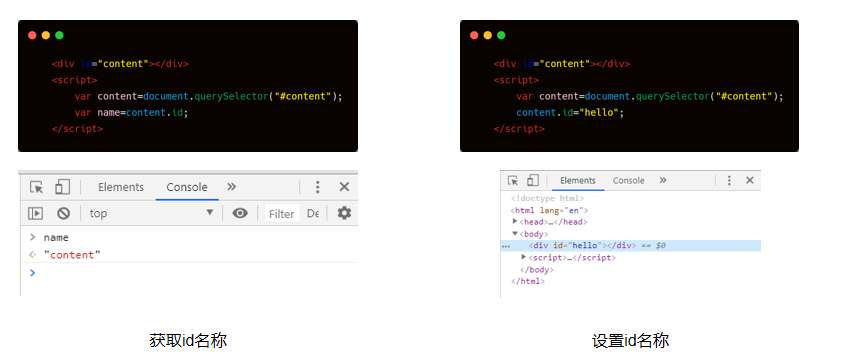 <div id="content"></div>
<script>
var content=document.querySelector("#content");
var name=content.id;
</script>
Elements Console »
top Filter De
> name
"content"
>
获取id名称
<div id="content"></div>
<script>
var content=document.querySelector("#content");
content.id="hello";
</script>
Elements Console »
<!doctype html>
<html lang="en">
<head>…</head>
<body>
<div id="hello"></div> == $0
<script>…</script>
</body>
</html>
设置id名称